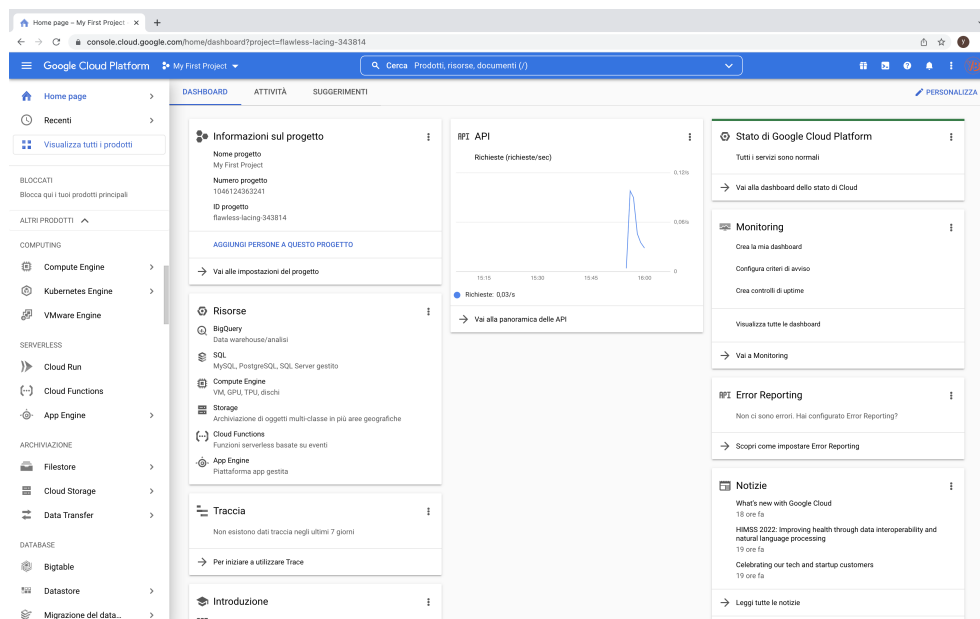 Home page – My First Project
console.cloud.google.com/home/dashboard?project=flawless-lacing-343814
Google Cloud Platform
My First Project
Cerca Prodotti, risorse, documenti (/)
Home page
Recenti
Visualizza tutti i prodotti
BLOCCATI
Blocca qui i tuoi prodotti principali
ALTRI PRODOTTI
COMPUTING
Compute Engine
Kubernetes Engine
VMware Engine
SERVERLESS
Cloud Run
Cloud Functions
App Engine
ARCHIVIAZIONE
Filestore
Cloud Storage
Data Transfer
DATABASE
Bigtable
Datastore
Migrazione del data...
DASHBOARD
ATTIVITÀ
SUGGERIMENTI
PERSONALIZZA
Informazioni sul progetto
Nome progetto
My First Project
Numero progetto
1046124363241
ID progetto
flawless-lacing-343814
AGGIUNGI PERSONE A QUESTO PROGETTO
Vai alle impostazioni del progetto
Risorse
BigQuery
Data warehouse/analisi
SQL
MySQL, PostgreSQL, SQL Server gestito
Compute Engine
VM, GPU, TPU, dischi
Storage
Archiviazione di oggetti multi-classe in più aree geografiche
Cloud Functions
Funzioni serverless basate su eventi
App Engine
Piattaforma app gestita
Traccia
Non esistono dati traccia negli ultimi 7 giorni
Per iniziare a utilizzare Trace
Introduzione
API API
Richieste (richieste/sec)
0,06/s
0
15:15
15:30
15:45
16:00
Richieste: 0,03/s
Vai alla panoramica delle API
Stato di Google Cloud Platform
Tutti i servizi sono normali
Vai alla dashboard dello stato di Cloud
Monitoring
Crea la mia dashboard
Configura criteri di avviso
Crea controlli di uptime
Visualizza tutte le dashboard
Vai a Monitoring
API Error Reporting
Non ci sono errori. Hai configurato Error Reporting?
Scopri come impostare Error Reporting
Notizie
What's new with Google Cloud
18 ore fa
HIMSS 2022: Improving health through data interoperability and
natural language processing
19 ore fa
Celebrating our tech and startup customers
19 ore fa
Leggi tutte le notizie